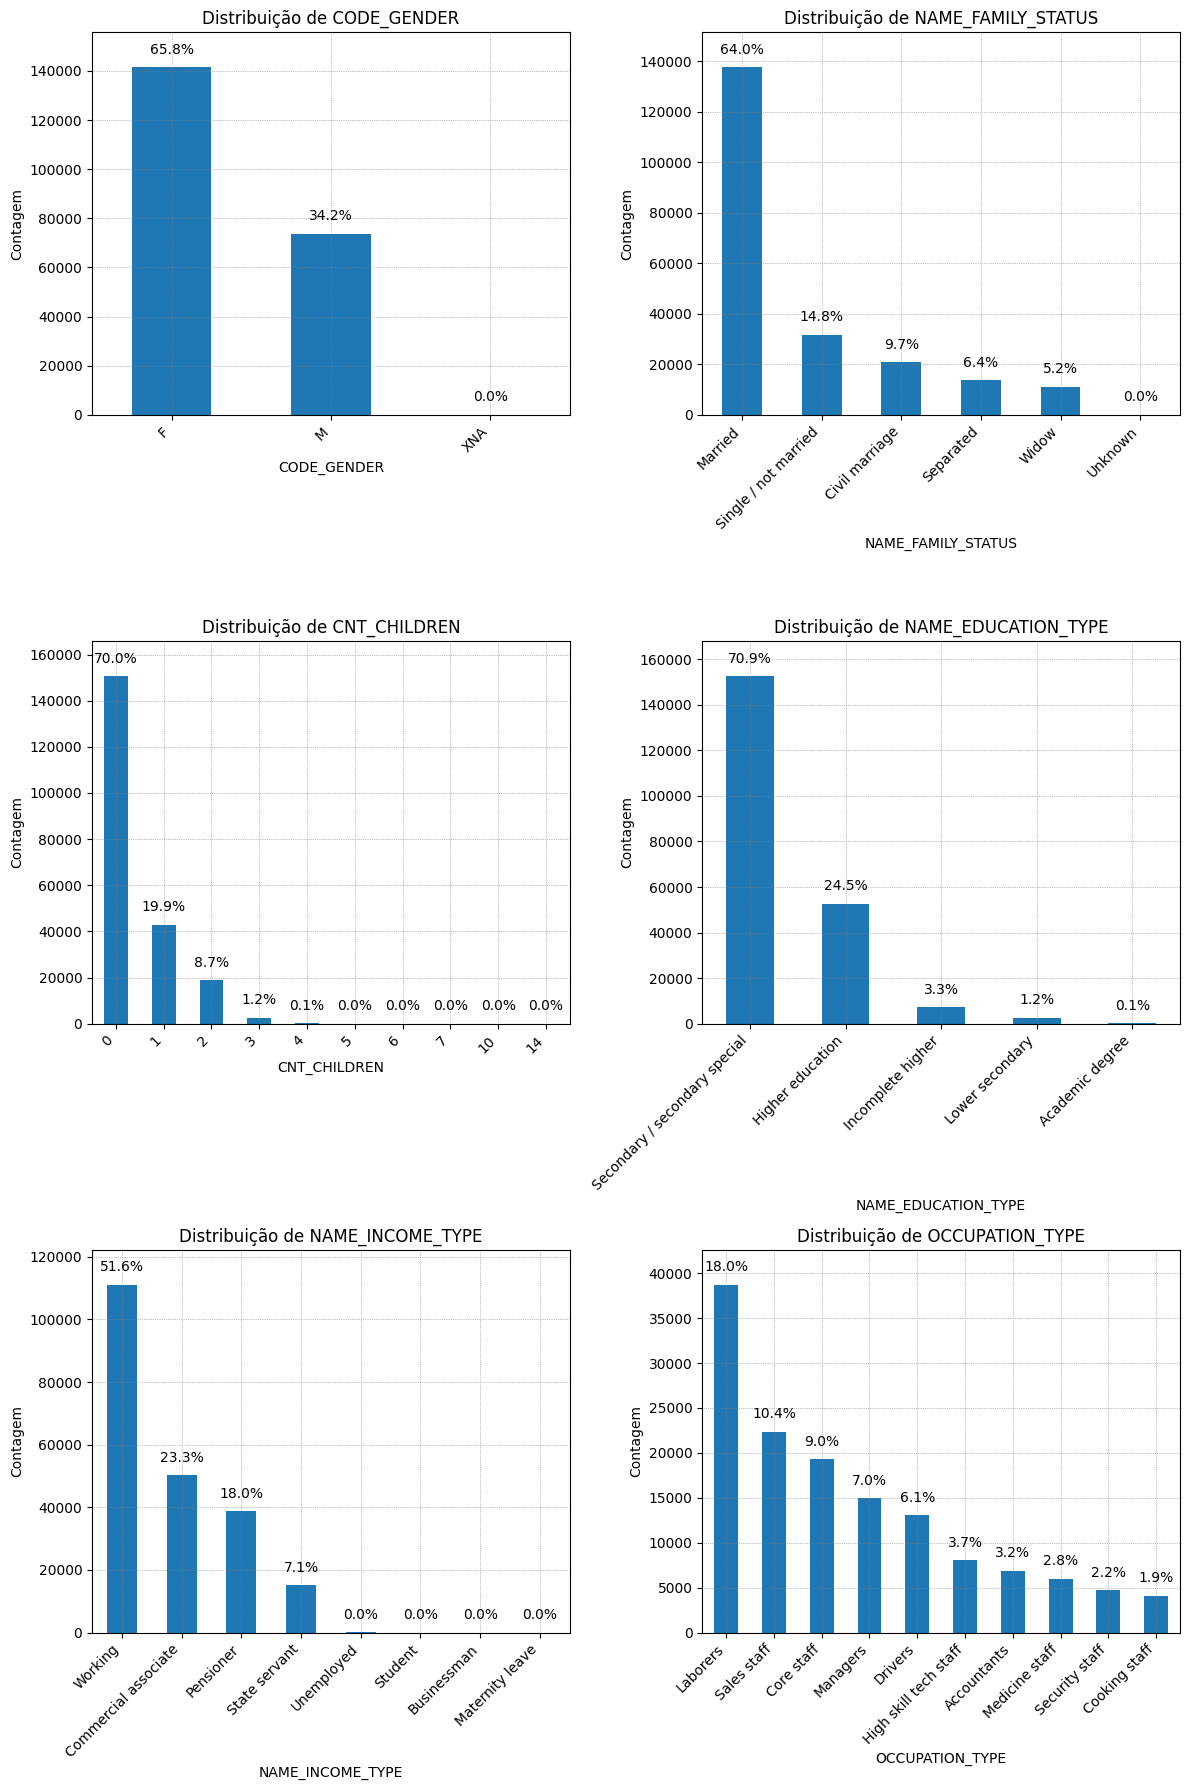 Distribuição de CODE_GENDER
140000
120000
100000
80000
60000
40000
20000
0
Contagem
65.8%
34.2%
0.0%
F
M
XNA
CODE_GENDER
Distribuição de NAME_FAMILY_STATUS
140000
120000
100000
80000
60000
40000
20000
0
Contagem
64.0%
14.8%
9.7%
6.4%
5.2%
0.0%
Married
Single / not married
Civil marriage
Separated
Widow
Unknown
NAME_FAMILY_STATUS
Distribuição de CNT_CHILDREN
160000
140000
120000
100000
80000
60000
40000
20000
0
Contagem
70.0%
19.9%
8.7%
1.2%
0.1%
0.0%
0.0%
0.0%
0.0%
0.0%
0
1
2
3
4
5
6
7
10
14
CNT_CHILDREN
Distribuição de NAME_EDUCATION_TYPE
160000
140000
120000
100000
80000
60000
40000
20000
0
Contagem
70.9%
24.5%
3.3%
1.2%
0.1%
Secondary / secondary special
Higher education
Incomplete higher
Lower secondary
Academic degree
NAME_EDUCATION_TYPE
Distribuição de NAME_INCOME_TYPE
120000
100000
80000
60000
40000
20000
0
Contagem
51.6%
23.3%
18.0%
7.1%
0.0%
0.0%
0.0%
0.0%
Working
Commercial associate
Pensioner
State servant
Unemployed
Student
Businessman
Maternity leave
NAME_INCOME_TYPE
Distribuição de OCCUPATION_TYPE
40000
35000
30000
25000
20000
15000
10000
5000
0
Contagem
18.0%
10.4%
9.0%
7.0%
6.1%
3.7%
3.2%
2.8%
2.2%
1.9%
Laborers
Sales staff
Core staff
Managers
Drivers
High skill tech staff
Accountants
Medicine staff
Security staff
Cooking staff
OCCUPATION_TYPE